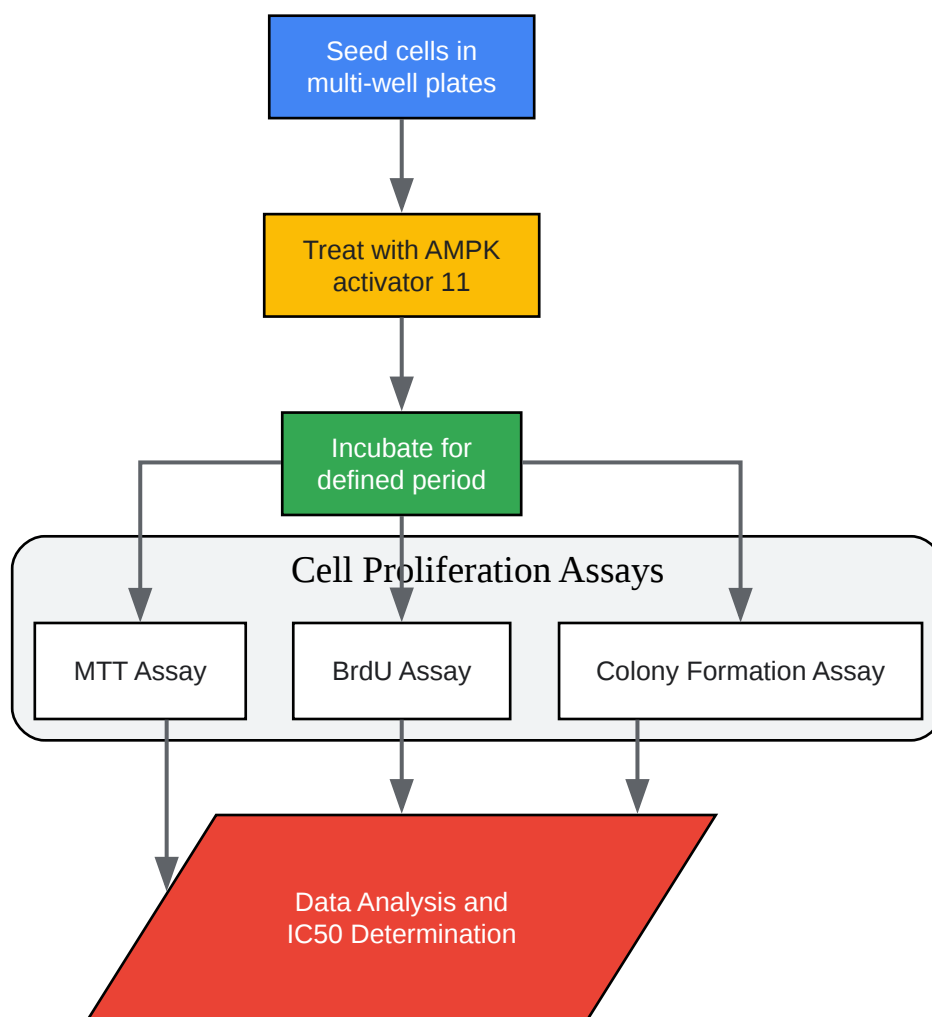 Seed cells in
multi-well plates
Treat with AMPK
activator 11
Incubate for
defined period
Cell Proliferation Assays
MTT Assay
BrdU Assay
Colony Formation Assay
Data Analysis and
IC50 Determination